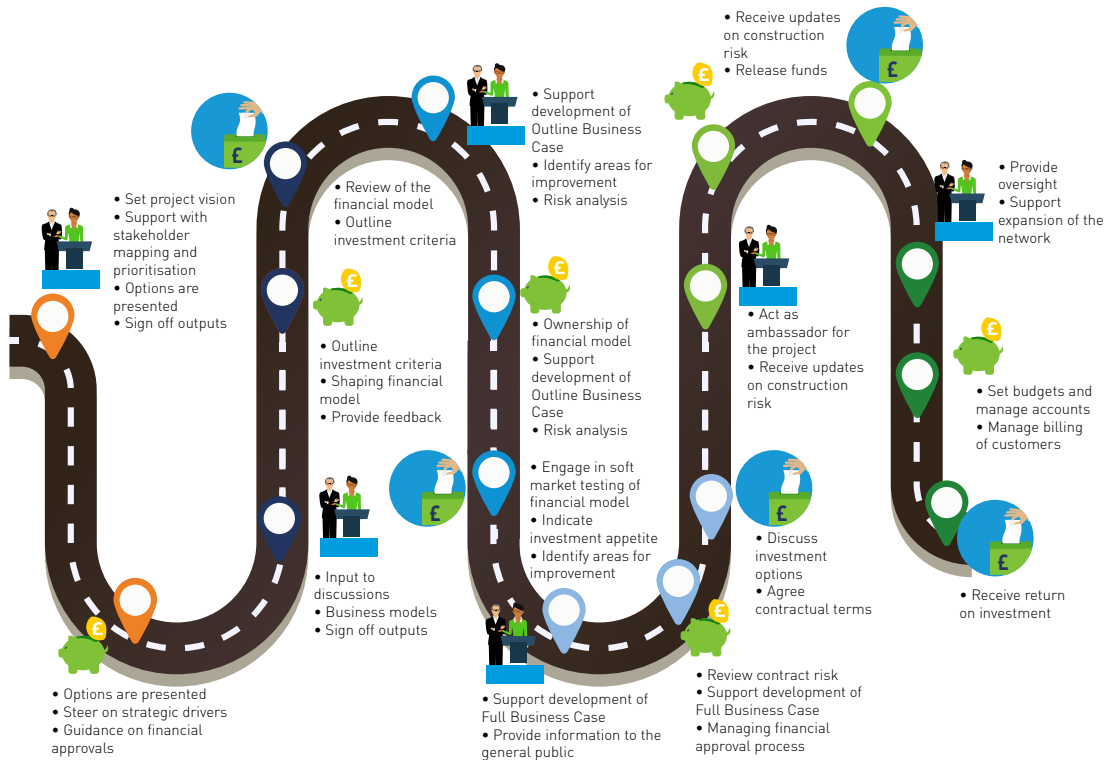 • Set project vision
• Support with
stakeholder
mapping and
prioritisation
• Options are
presented
• Sign off outputs
£
• Options are presented
• Steer on strategic drivers
• Guidance on financial
approvals
• Input to
discussions
• Business models
• Sign off outputs
£
• Outline
investment criteria
• Shaping financial
model
• Provide feedback
£
• Review of the
financial model
• Outline
investment criteria
• Support
development of
Outline Business
Case
• Identify areas for
improvement
• Risk analysis
£
• Ownership of
financial model
• Support
development of
Outline Business
Case
• Risk analysis
£
• Engage in soft
market testing of
financial model
• Indicate
investment appetite
• Identify areas for
improvement
• Support development of
Full Business Case
• Provide information to the
general public
£
• Review contract risk
• Support development of
Full Business Case
• Managing financial
approval process
£
• Discuss
investment
options
• Agree
contractual terms
• Act as
ambassador for
the project
• Receive updates
on construction
risk
£
• Receive updates
on construction
risk
• Release funds
£
• Provide
oversight
• Support
expansion of the
network
£
• Set budgets and
manage accounts
• Manage billing
of customers
£
• Receive return
on investment